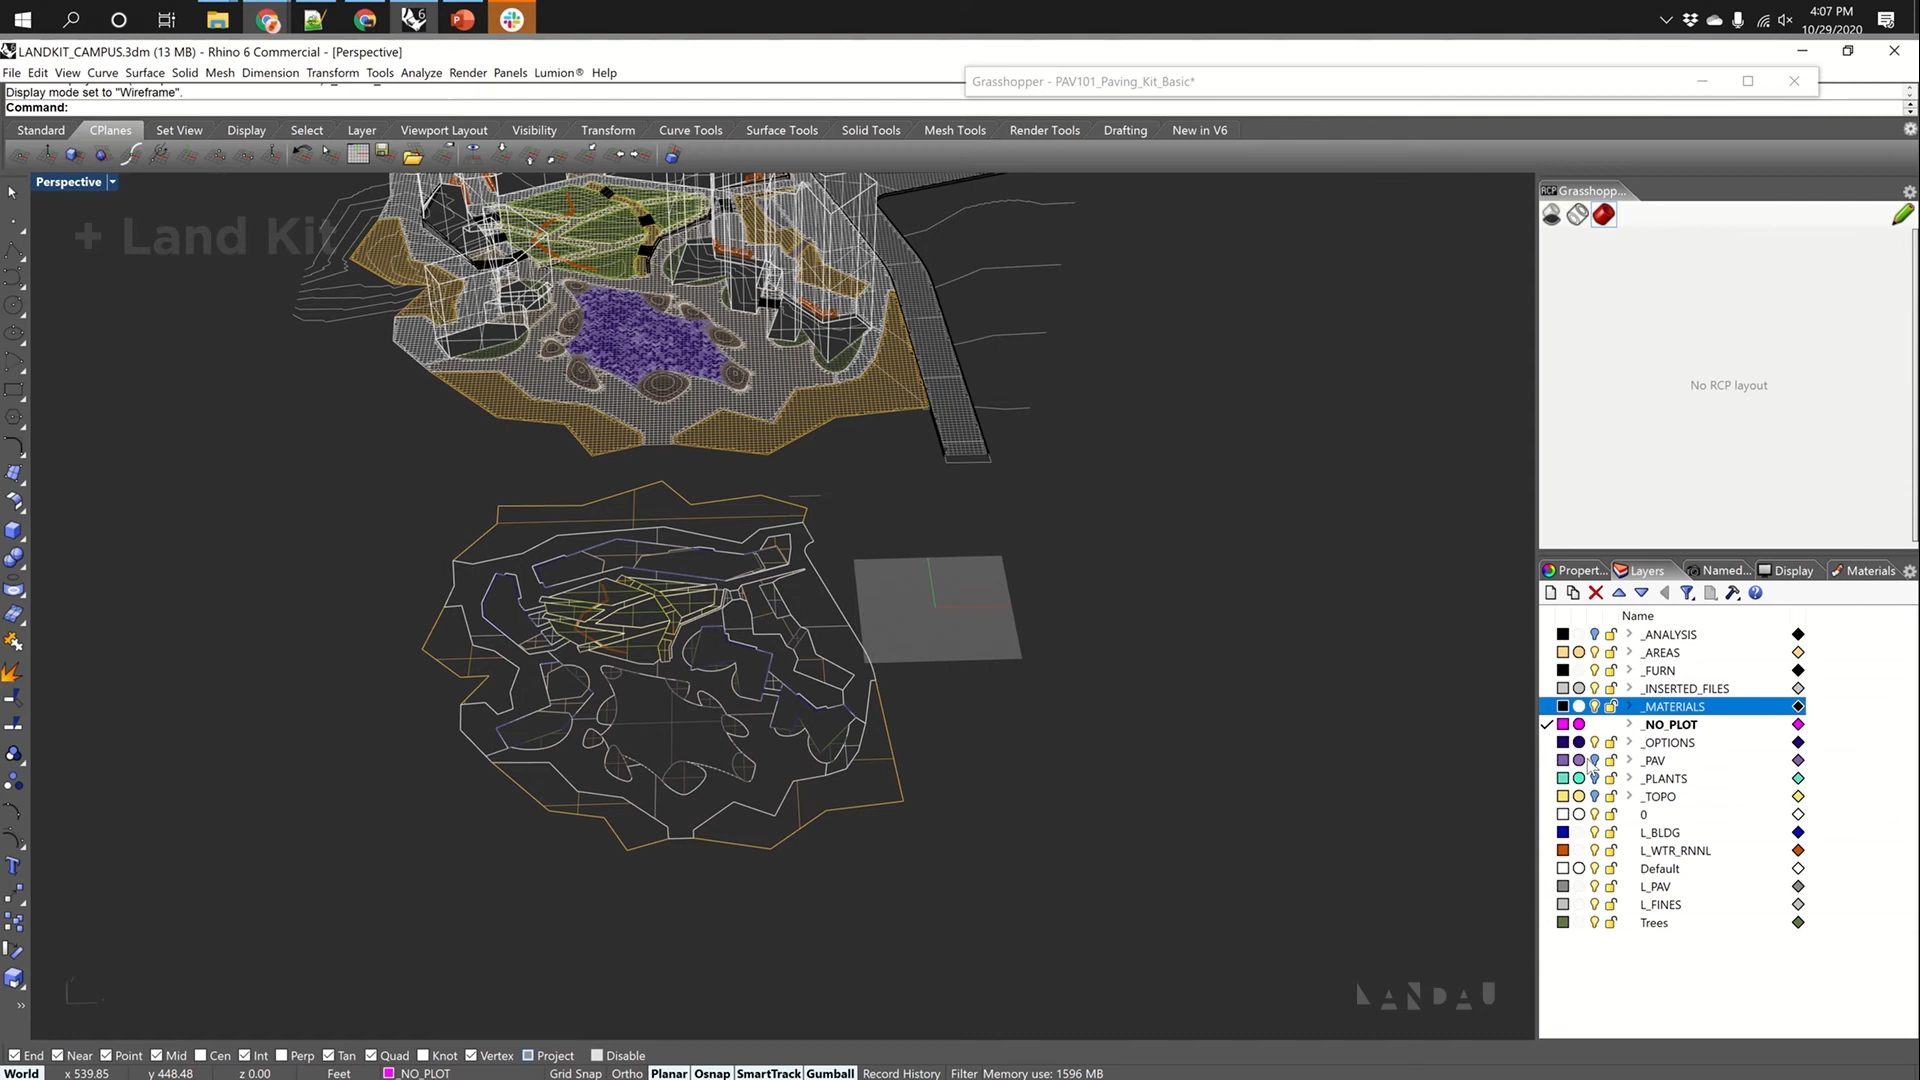 4:07 PM
10/29/2020
LANDKIT_CAMPUS.3dm (13 MB) - Rhino 6 Commercial - [Perspective]
File Edit View Curve Surface Solid Mesh Dimension Transform Tools Analyze Render Panels Lumion® Help
Grasshopper - PAV101_Paving_Kit_Basic*
Display mode set to "Wireframe".
Command:
Standard CPlanes Set View Display Select Layer Viewport Layout Visibility Transform Curve Tools Surface Tools Solid Tools Mesh Tools Render Tools Drafting New in V6
Perspective
+ Land Kit
RCP Grasshopp...
No RCP layout
Propert... Layers Named... Display Materials
Name
_ANALYSIS
_AREAS
_FURN
_INSERTED_FILES
_MATERIALS
_NO_PLOT
_OPTIONS
_PAV
_PLANTS
_TOPO
0
L_BLDG
L_WTR_RNNL
Default
L_PAV
L_FINES
Trees
LANDAU
End Near Point Mid Cen Int Perp Tan Quad Knot Vertex Project Disable
World x 539.85 y 448.48 z 0.00 Feet _NO_PLOT Grid Snap Ortho Planar Osnap SmartTrack Gumball Record History Filter Memory use: 1596 MB